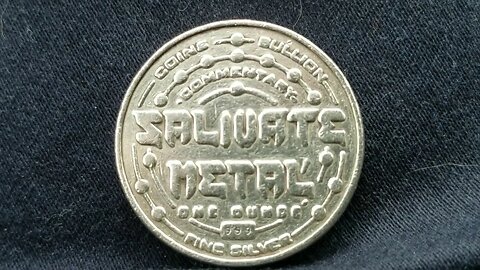 COINS BULLION
COMMENTARY
SALIVATE
METAL
ONE OUNCE
999
FINE SILVER